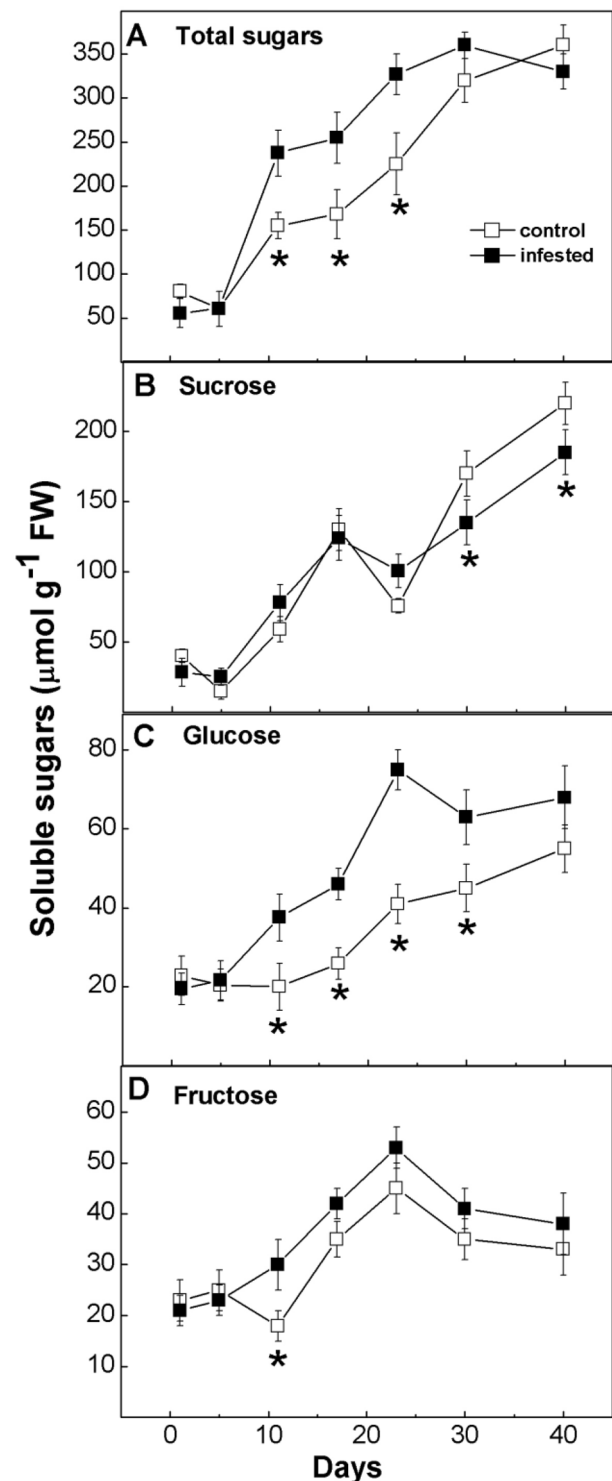 A Total sugars
350
300
250
200
150
100
50
* * *
control
infested
B Sucrose
200
150
100
50
* *
C Glucose
80
60
40
20
* * * *
D Fructose
60
50
40
30
20
10
*
0 10 20 30 40
Days
Soluble sugars (μmol g⁻¹ FW)